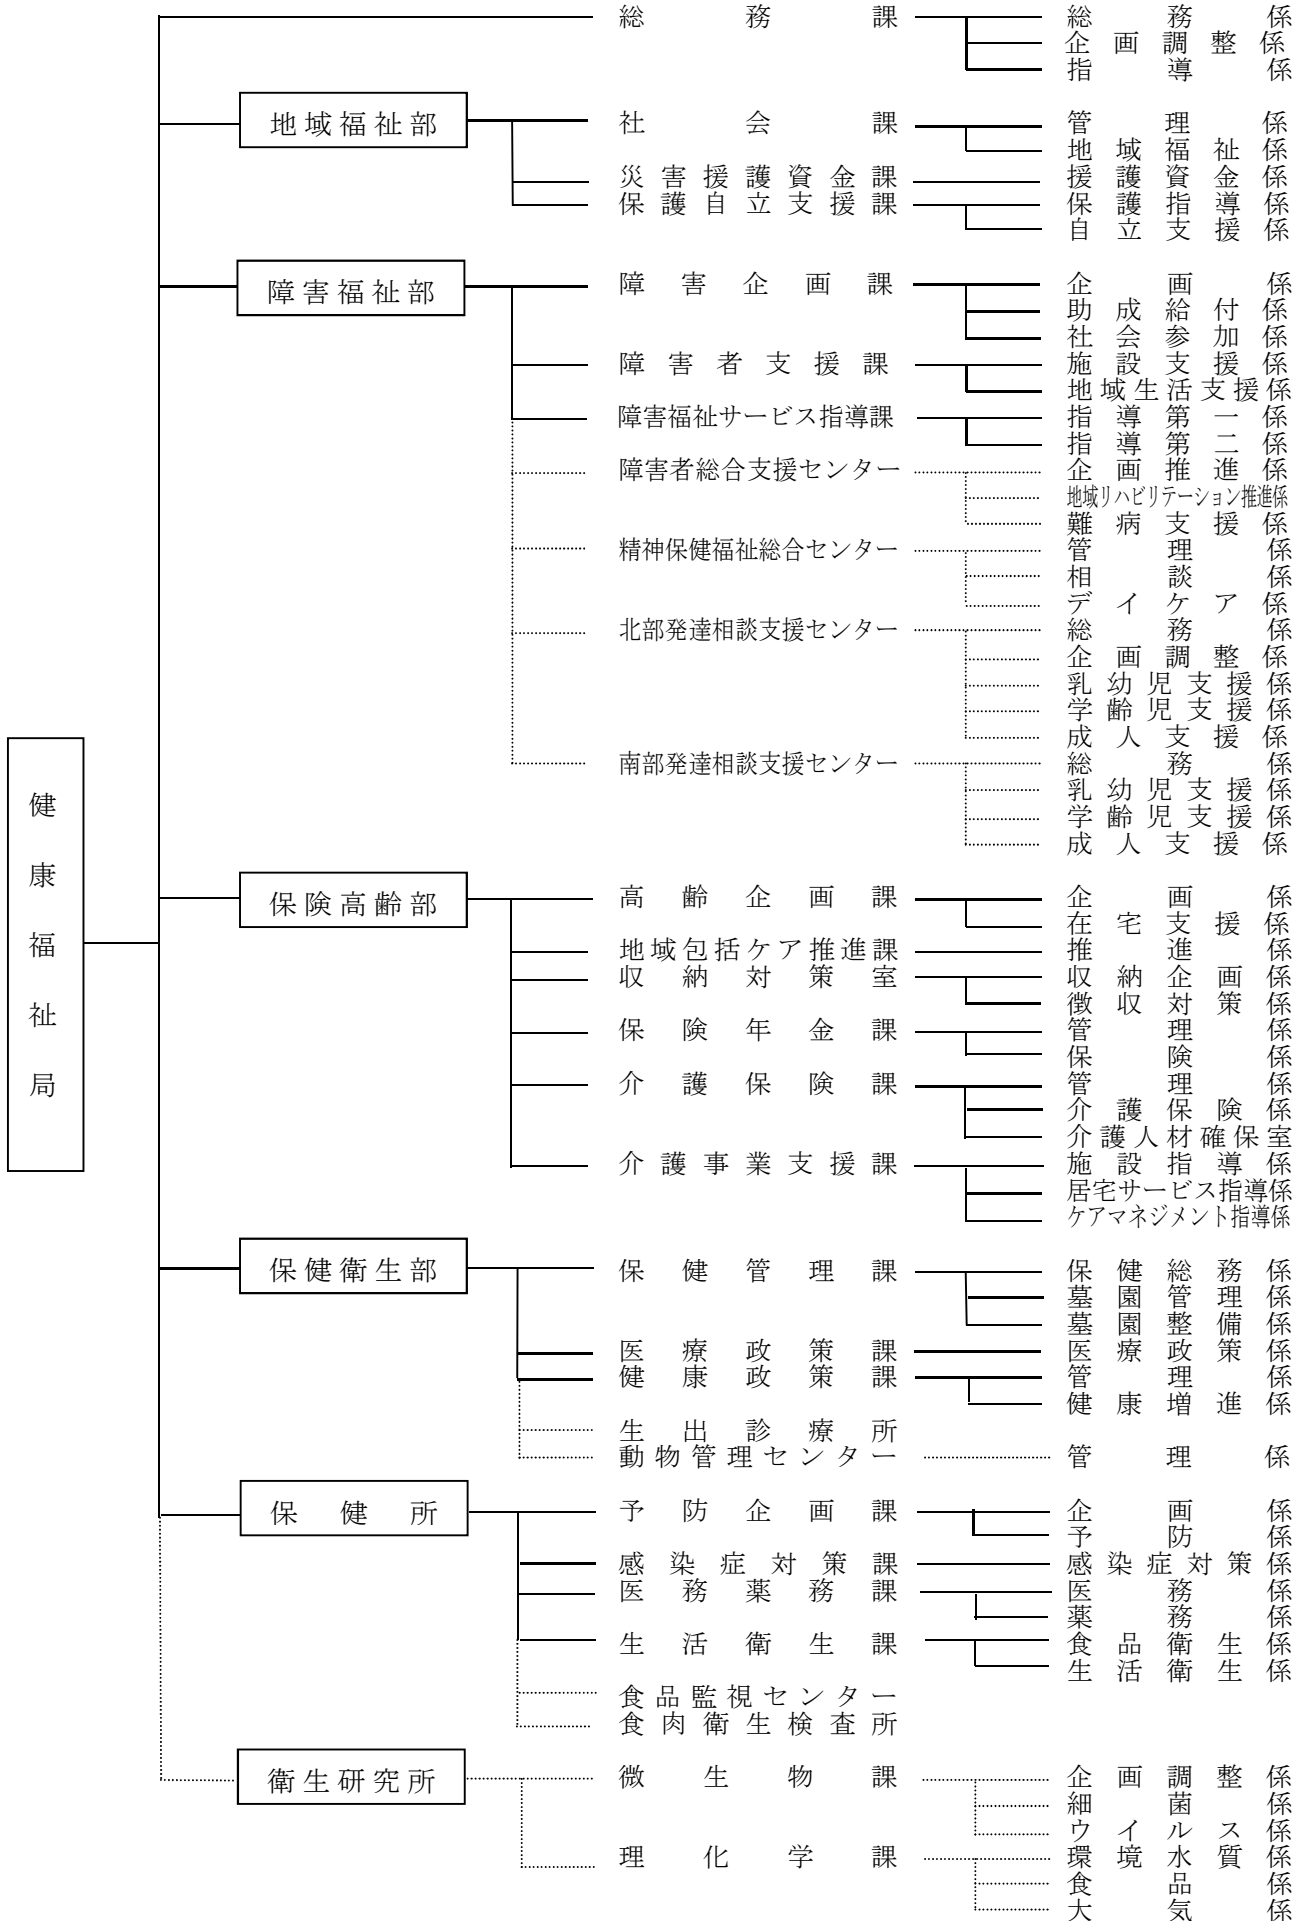 健康福祉局
総務課 総務係
企画調整係
指導係
地域福祉部 社会課 管理係
地域福祉係
災害援護資金課 援護資金係
保護自立支援課 保護指導係
自立支援係
障害福祉部 障害企画課 企画係
助成給付係
社会参加係
障害者支援課 施設支援係
地域生活支援係
障害福祉サービス指導課 指導第一係
指導第二係
障害者総合支援センター 企画推進係
地域リハビリテーション推進係
難病支援係
精神保健福祉総合センター 管理係
相談係
デイケア係
北部発達相談支援センター 総務係
企画調整係
乳幼児支援係
学齢児支援係
成人支援係
南部発達相談支援センター 総務係
乳幼児支援係
学齢児支援係
成人支援係
保険高齢部 高齢企画課 企画係
在宅支援係
地域包括ケア推進課 推進係
収納対策室 収納企画係
徴収対策係
保険年金課 管理係
保険係
介護保険課 管理係
介護保険係
介護人材確保室
介護事業支援課 施設指導係
居宅サービス指導係
ケアマネジメント指導係
保健衛生部 保健管理課 保健総務係
墓園管理係
墓園整備係
医療政策課 医療政策係
健康政策課 管理係
健康増進係
生出診療所
動物管理センター 管理係
保健所 予防企画課 企画係
予防係
感染症対策課 感染症対策係
医務薬務課 医務係
薬務係
生活衛生課 食品衛生係
生活衛生係
食品監視センター
食肉衛生検査所
衛生研究所 微生物課 企画調整係
細菌係
ウイルス係
理化学課 環境水質係
食品係
大気係